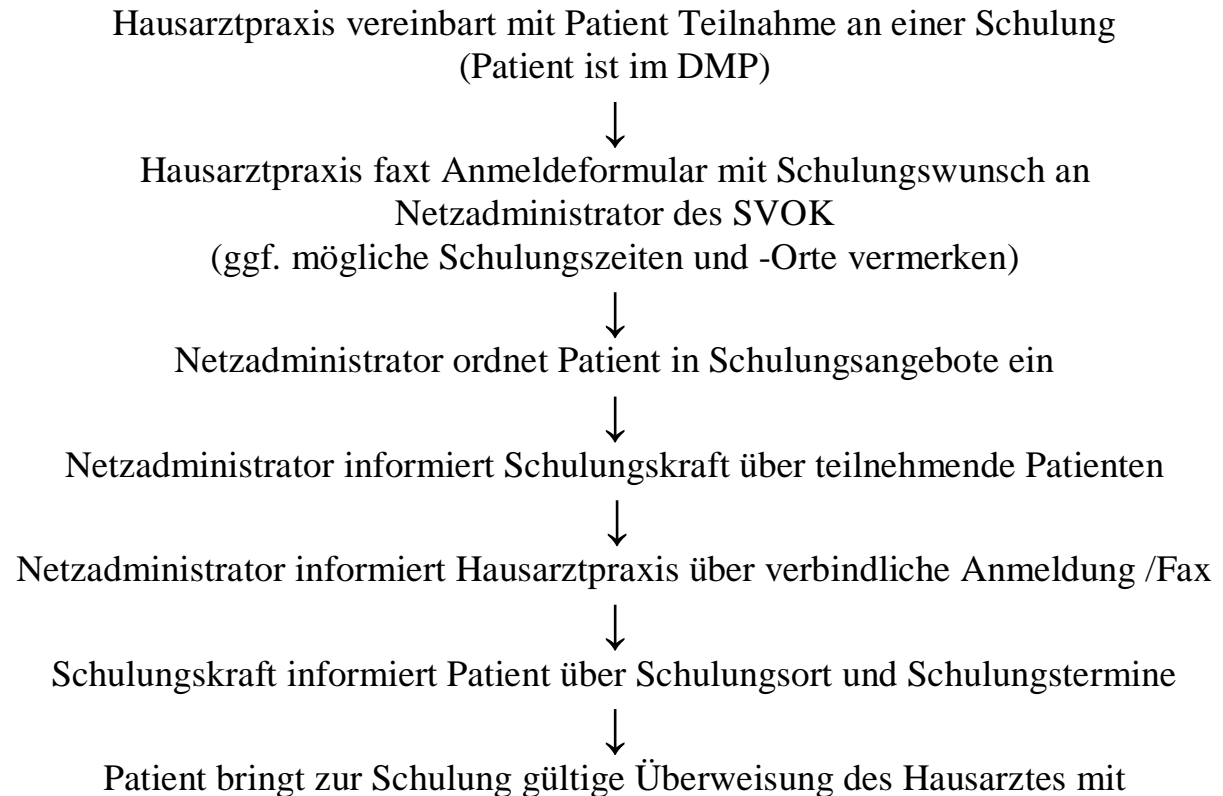 Hausarztpraxis vereinbart mit Patient Teilnahme an einer Schulung
(Patient ist im DMP)
↓
Hausarztpraxis faxt Anmeldeformular mit Schulungswunsch an
Netzadministrator des SVOK
(ggf. mögliche Schulungszeiten und -Orte vermerken)
↓
Netzadministrator ordnet Patient in Schulungsangebote ein
↓
Netzadministrator informiert Schulungskraft über teilnehmende Patienten
↓
Netzadministrator informiert Hausarztpraxis über verbindliche Anmeldung /Fax
↓
Schulungskraft informiert Patient über Schulungsort und Schulungstermine
↓
Patient bringt zur Schulung gültige Überweisung des Hausarztes mit